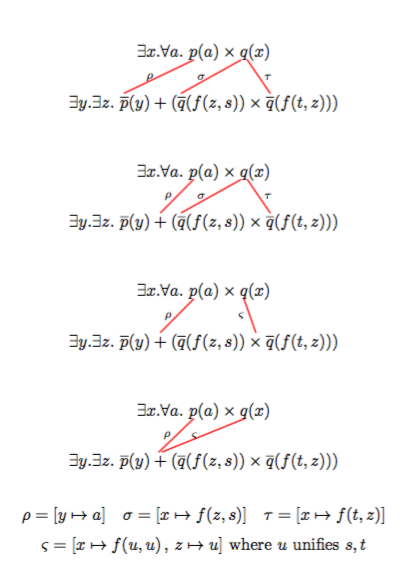 ∃x.∀a. p(a) × q(x)
ρ σ τ
∃y.∃z. p̅(y) + (q̅(f(z, s)) × q̅(f(t, z)))
∃x.∀a. p(a) × q(x)
ρ σ τ
∃y.∃z. p̅(y) + (q̅(f(z, s)) × q̅(f(t, z)))
∃x.∀a. p(a) × q(x)
ρ ς
∃y.∃z. p̅(y) + (q̅(f(z, s)) × q̅(f(t, z)))
∃x.∀a. p(a) × q(x)
ρ ς
∃y.∃z. p̅(y) + (q̅(f(z, s)) × q̅(f(t, z)))
ρ = [y ↦ a] σ = [x ↦ f(z, s)] τ = [x ↦ f(t, z)]
ς = [x ↦ f(u, u) , z ↦ u] where u unifies s, t